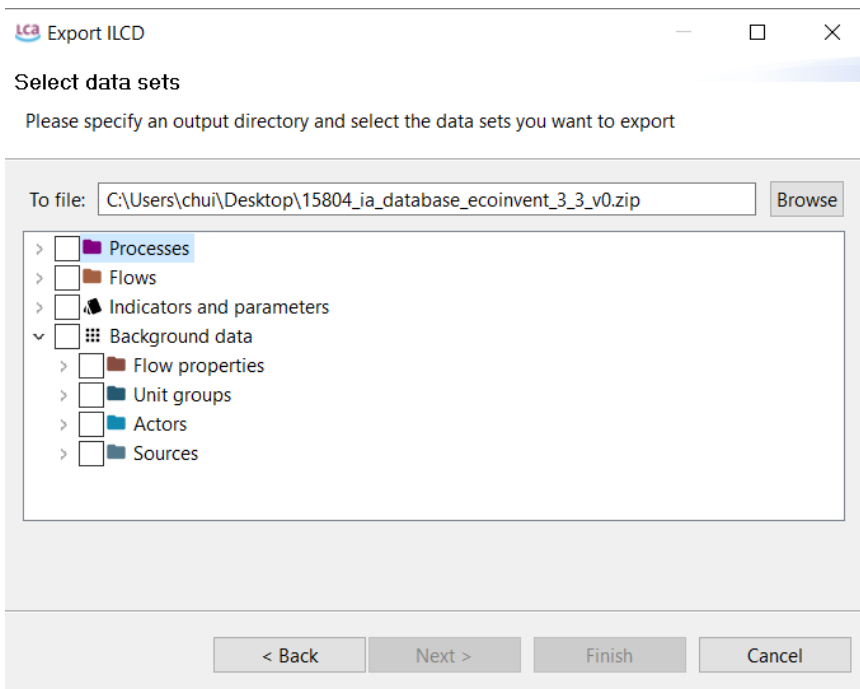 LCa Export ILCD
Select data sets
Please specify an output directory and select the data sets you want to export
To file: C:\Users\chui\Desktop\15804_ia_database_ecoinvent_3_3_v0.zip Browse
Processes
Flows
Indicators and parameters
Background data
Flow properties
Unit groups
Actors
Sources
< Back Next > Finish Cancel